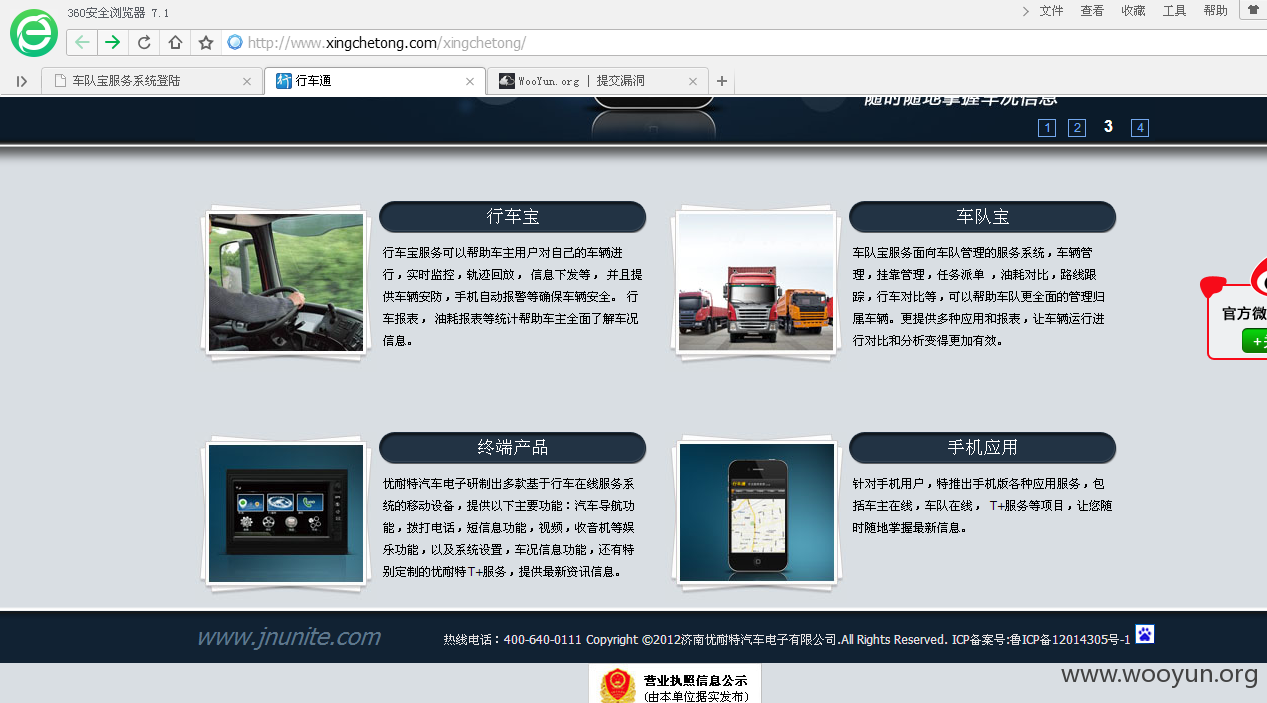 360安全浏览器 7.1
文件 查看 收藏 工具 帮助
http://www.xingchetong.com/xingchetong/
车队宝服务系统登陆
行车通
WooYun.org | 提交漏洞
随时随地掌握车况信息
1 2 3 4
行车宝
行车宝服务可以帮助车主用户对自己的车辆进
行，实时监控，轨迹回放， 信息下发等， 并且提
供车辆安防，手机自动报警等确保车辆安全。 行
车报表， 油耗报表等统计帮助车主全面了解车况
信息。
车队宝
车队宝服务面向车队管理的服务系统，车辆管
理，挂靠管理，任务派单 ，油耗对比，路线跟
踪，行车对比等，可以帮助车队更全面的管理归
属车辆。更提供多种应用和报表，让车辆运行进
行对比和分析变得更加有效。
官方微
+关
终端产品
优耐特汽车电子研制出多款基于行车在线服务系
统的移动设备，提供以下主要功能：汽车导航功
能，拨打电话，短信息功能，视频，收音机等娱
乐功能，以及系统设置，车况信息功能，还有特
别定制的优耐特T+服务，提供最新资讯信息。
手机应用
针对手机用户，特推出手机版各种应用服务，包
括车主在线，车队在线， T+服务等项目，让您随
时随地掌握最新信息。
www.jnunite.com
热线电话：400-640-0111 Copyright ©2012济南优耐特汽车电子有限公司.All Rights Reserved. ICP备案号:鲁ICP备12014305号-1
营业执照信息公示
(由本单位据实发布)
www.wooyun.org